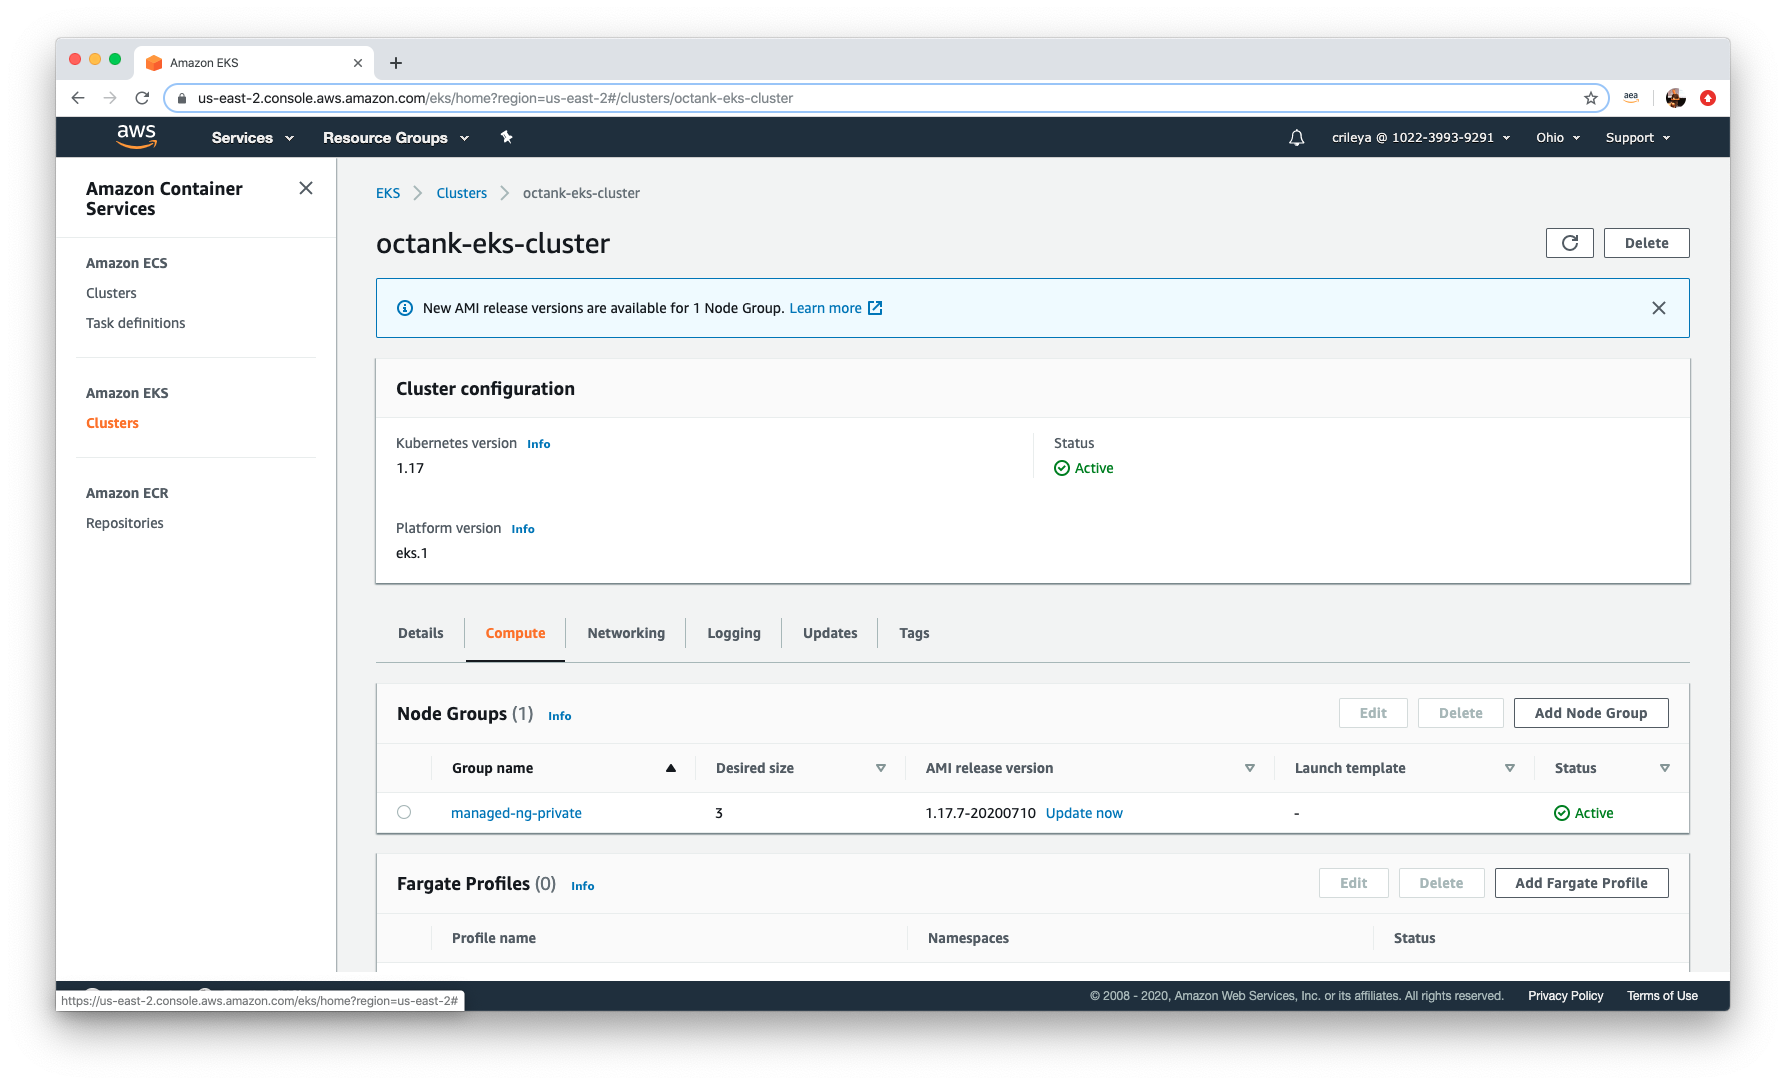 Amazon EKS
us-east-2.console.aws.amazon.com/eks/home?region=us-east-2#/clusters/octank-eks-cluster
aea
aws
Services
Resource Groups
crileya @ 1022-3993-9291
Ohio
Support
Amazon Container
Services
Amazon ECS
Clusters
Task definitions
Amazon EKS
Clusters
Amazon ECR
Repositories
EKS
Clusters
octank-eks-cluster
octank-eks-cluster
Delete
New AMI release versions are available for 1 Node Group. Learn more
Cluster configuration
Kubernetes version Info
1.17
Status
Active
Platform version Info
eks.1
Details
Compute
Networking
Logging
Updates
Tags
Node Groups (1) Info
Edit
Delete
Add Node Group
Group name
Desired size
AMI release version
Launch template
Status
managed-ng-private
3
1.17.7-20200710 Update now
-
Active
Fargate Profiles (0) Info
Edit
Delete
Add Fargate Profile
Profile name
Namespaces
Status
https://us-east-2.console.aws.amazon.com/eks/home?region=us-east-2#
© 2008 - 2020, Amazon Web Services, Inc. or its affiliates. All rights reserved.
Privacy Policy
Terms of Use